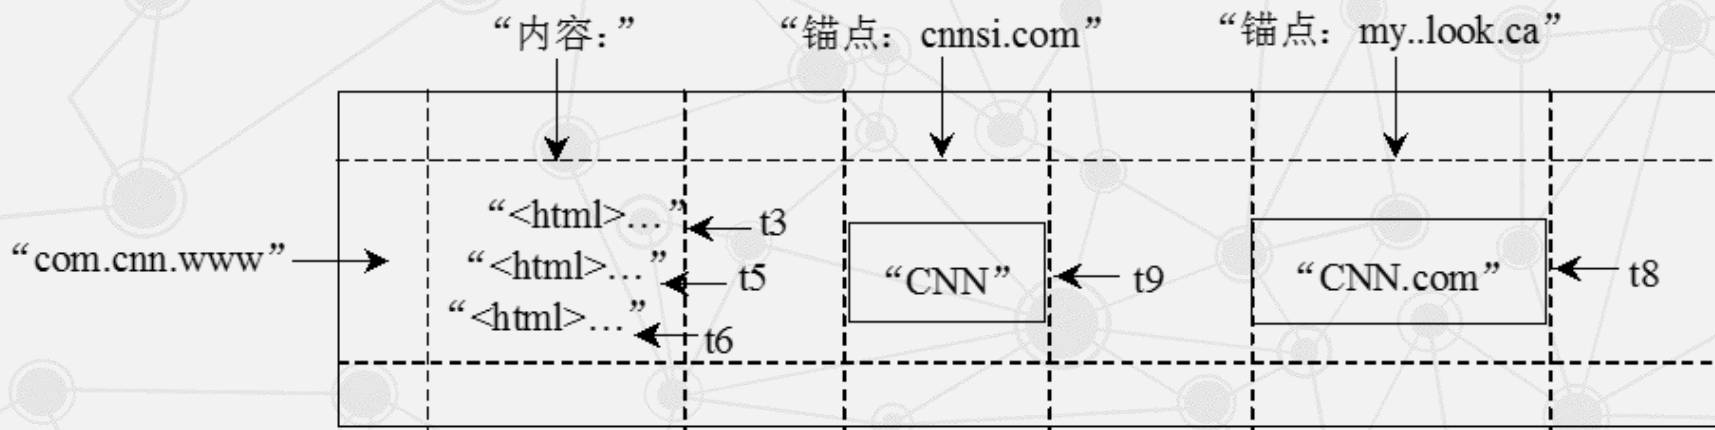 “内容：” “锚点：cnnsi.com” “锚点：my..look.ca”
“<html>…” t3
“com.cnn.www” “<html>…” t5 “CNN” t9 “CNN.com” t8
“<html>…” t6